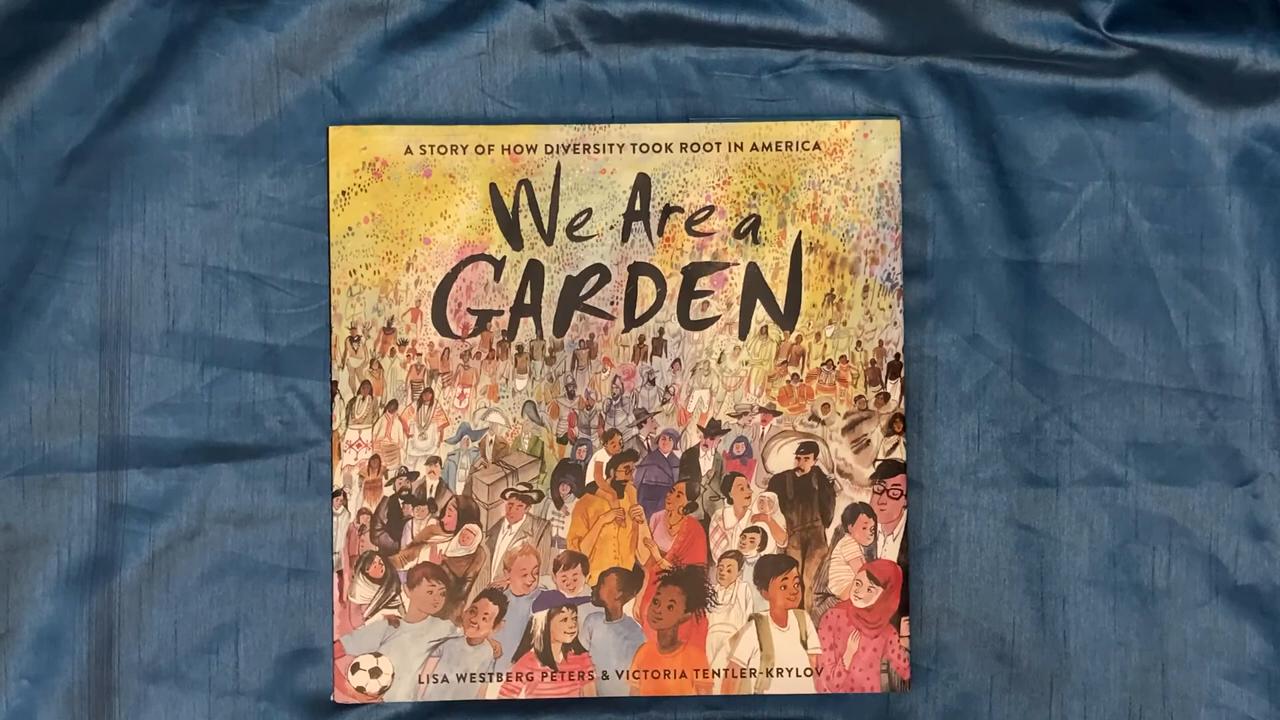 A STORY OF HOW DIVERSITY TOOK ROOT IN AMERICA
We Are a
GARDEN
LISA WESTBERG PETERS & VICTORIA TENTLER-KRYLOV